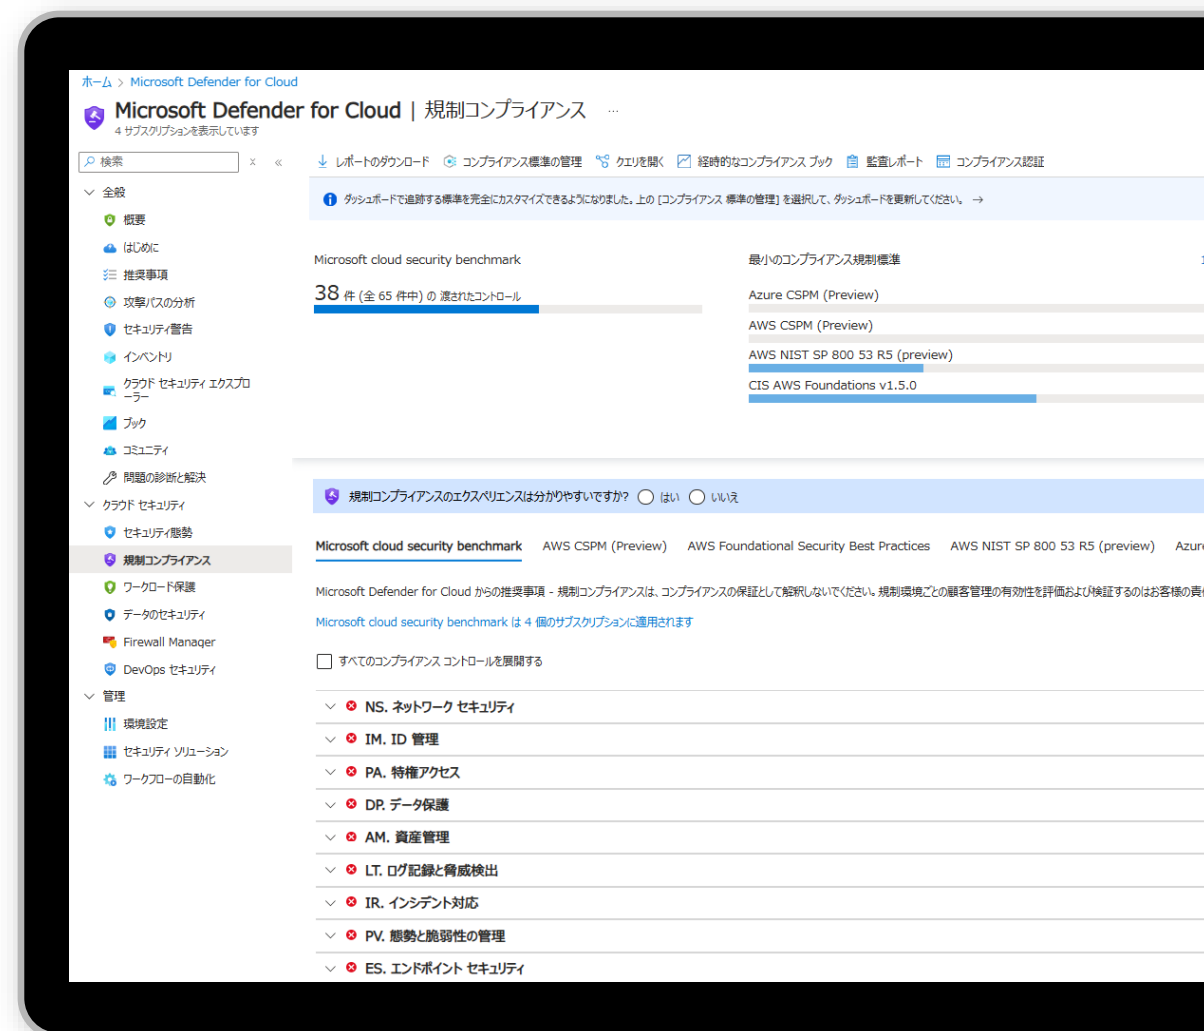 ホーム > Microsoft Defender for Cloud
Microsoft Defender for Cloud | 規制コンプライアンス ...
4 サブスクリプションを表示しています
検索
全般
概要
はじめに
推奨事項
攻撃パスの分析
セキュリティ警告
インベントリ
クラウド セキュリティ エクスプロ
ーラー
ブック
コミュニティ
問題の診断と解決
クラウド セキュリティ
セキュリティ態勢
規制コンプライアンス
ワークロード保護
データのセキュリティ
Firewall Manager
DevOps セキュリティ
管理
環境設定
セキュリティ ソリューション
ワークフローの自動化
レポートのダウンロード コンプライアンス標準の管理 クエリを開く 経時的なコンプライアンス ブック 監査レポート コンプライアンス認証
ダッシュボードで追跡する標準を完全にカスタマイズできるようになりました。上の [コンプライアンス 標準の管理] を選択して、ダッシュボードを更新してください。 →
Microsoft cloud security benchmark
38 件 (全 65 件中) の 渡されたコントロール
最小のコンプライアンス規制標準
Azure CSPM (Preview)
AWS CSPM (Preview)
AWS NIST SP 800 53 R5 (preview)
CIS AWS Foundations v1.5.0
規制コンプライアンスのエクスペリエンスは分かりやすいですか? はい いいえ
Microsoft cloud security benchmark AWS CSPM (Preview) AWS Foundational Security Best Practices AWS NIST SP 800 53 R5 (preview) Azure
Microsoft Defender for Cloud からの推奨事項 - 規制コンプライアンスは、コンプライアンスの保証として解釈しないでください。規制環境ごとの顧客管理の有効性を評価および検証するのはお客様の責
Microsoft cloud security benchmark は 4 個のサブスクリプションに適用されます
すべてのコンプライアンス コントロールを展開する
NS. ネットワーク セキュリティ
IM. ID 管理
PA. 特権アクセス
DP. データ保護
AM. 資産管理
LT. ログ記録と脅威検出
IR. インシデント対応
PV. 態勢と脆弱性の管理
ES. エンドポイント セキュリティ